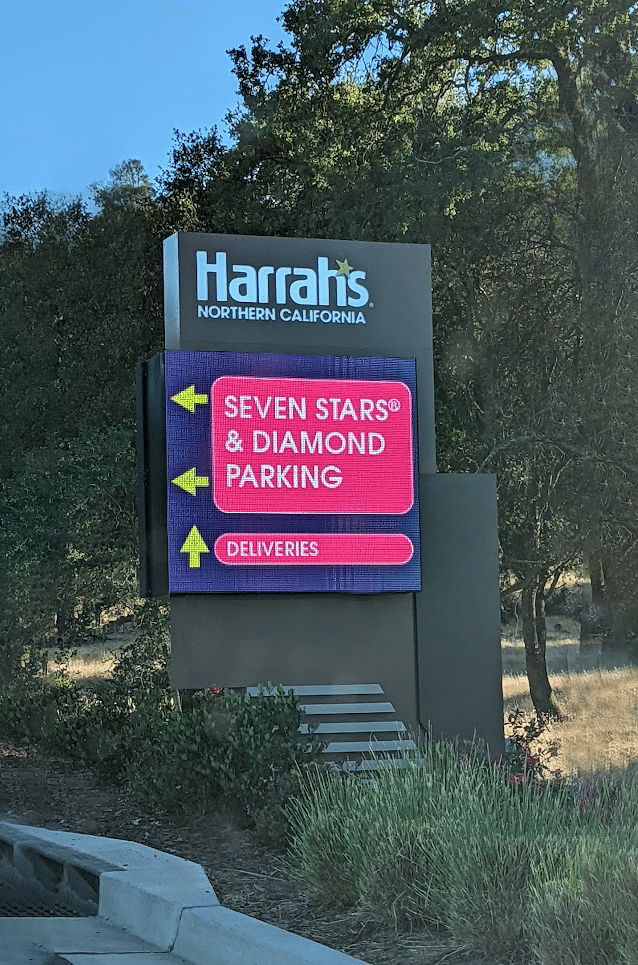 Harrah's®
NORTHERN CALIFORNIA
SEVEN STARS®
& DIAMOND
PARKING
DELIVERIES